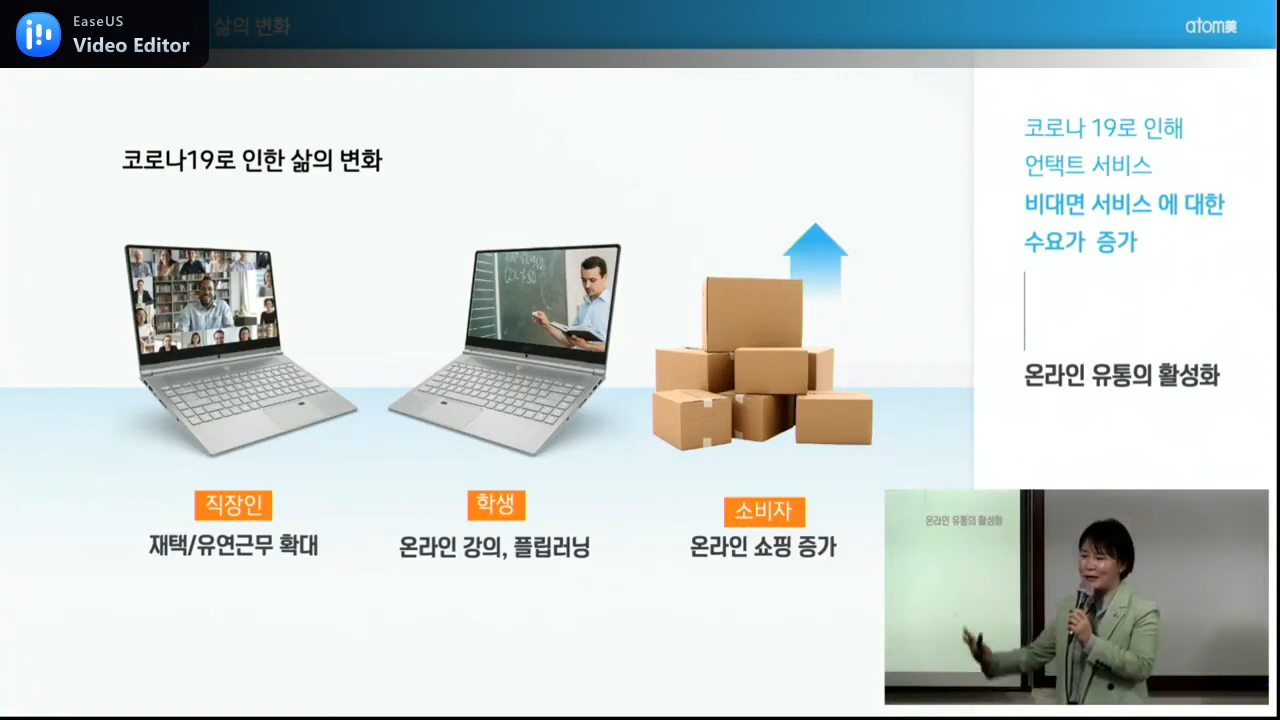 EaseUS
Video Editor
삶의 변화
atom美
코로나19로 인한 삶의 변화
직장인
재택/유연근무 확대
학생
온라인 강의, 플립러닝
소비자
온라인 쇼핑 증가
코로나 19로 인해
언택트 서비스
비대면 서비스 에 대한
수요가 증가
온라인 유통의 활성화
온라인 유통의 활성화